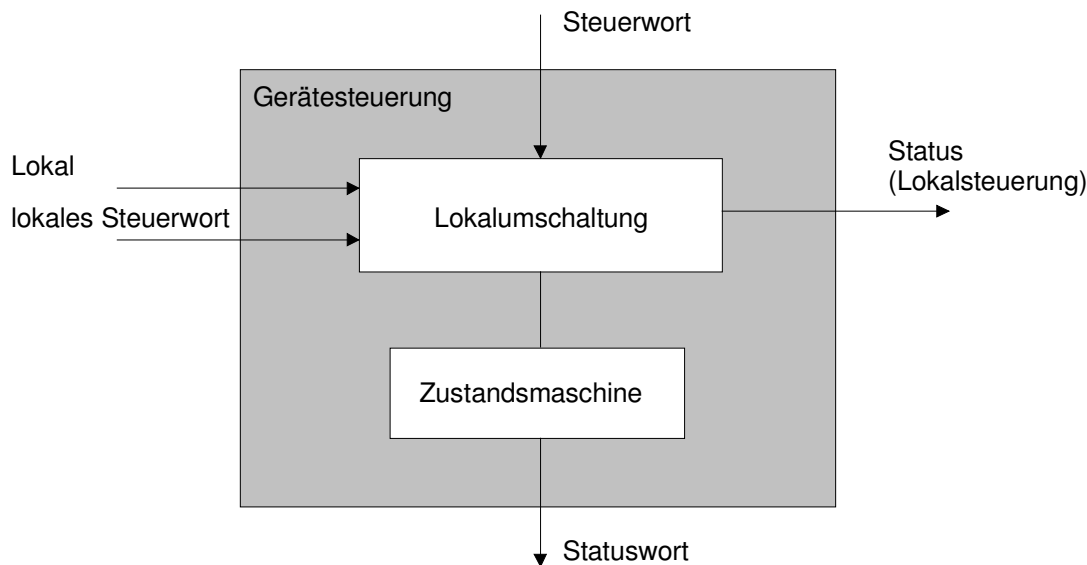 Steuerwort
Gerätesteuerung
Lokal
lokales Steuerwort
Lokalumschaltung
Status
(Lokalsteuerung)
Zustandsmaschine
Statuswort